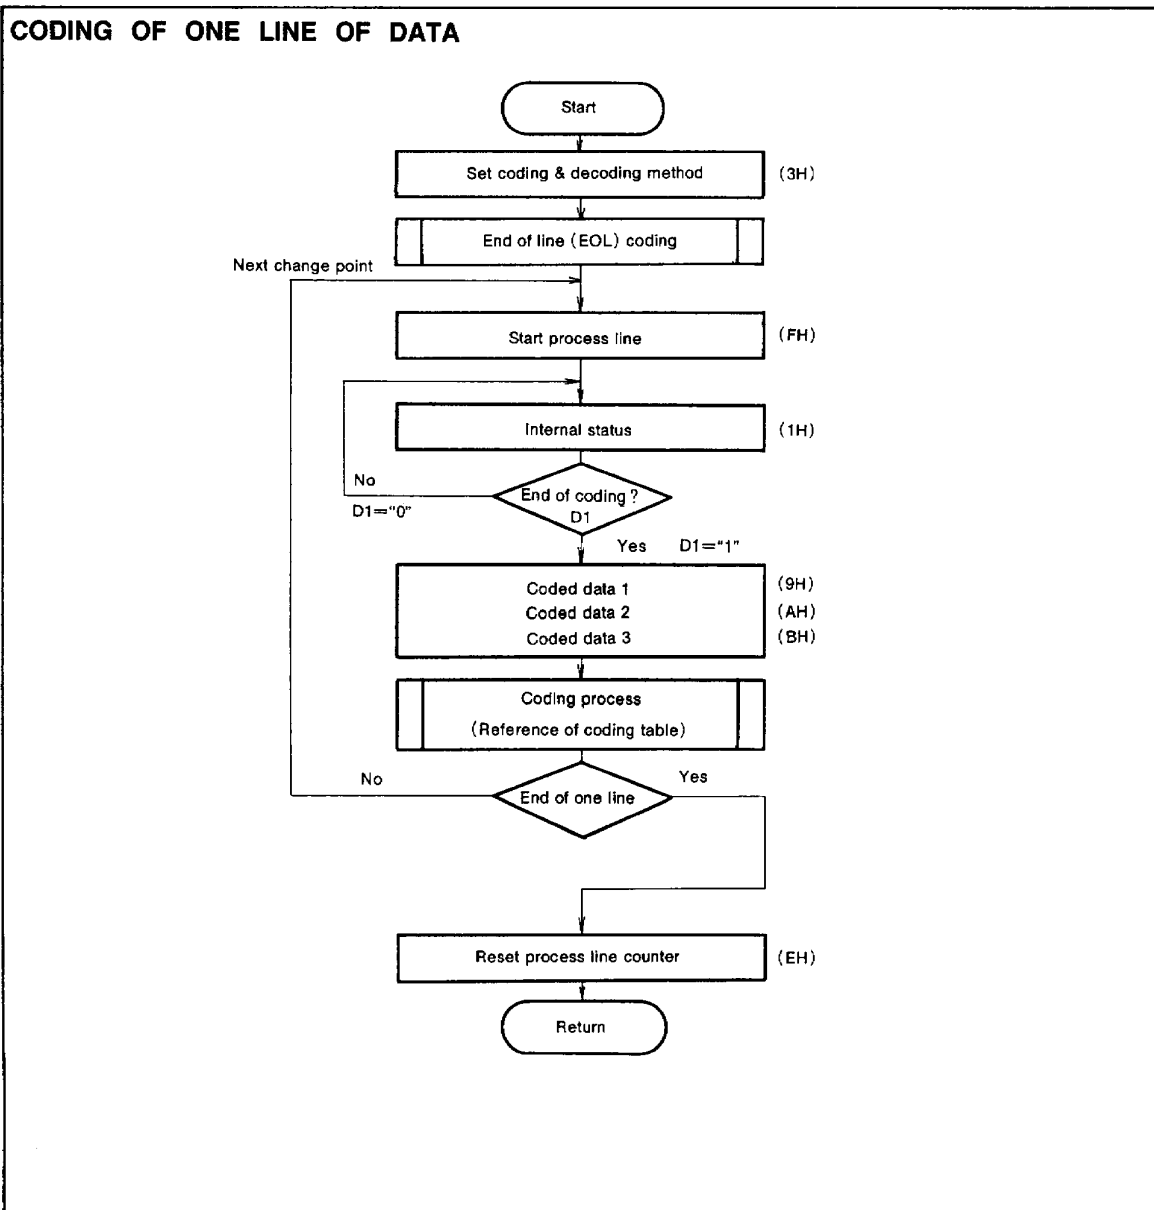 CODING OF ONE LINE OF DATA
Start
Set coding & decoding method (3H)
End of line (EOL) coding
Next change point
Start process line (FH)
Internal status (1H)
No
End of coding ?
D1="0"
D1
Yes D1="1"
Coded data 1 (9H)
Coded data 2 (AH)
Coded data 3 (BH)
Coding process
(Reference of coding table)
No
Yes
End of one line
Reset process line counter (EH)
Return